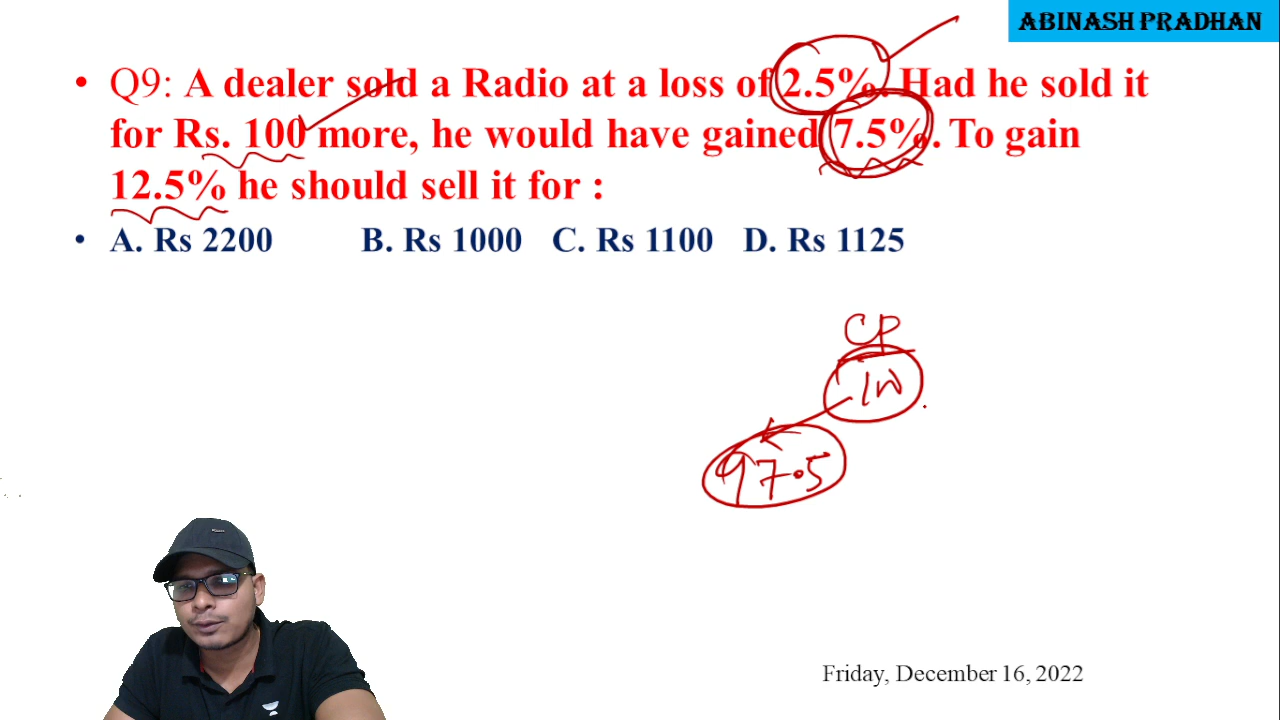 ABINASH PRADHAN
• Q9: A dealer sold a Radio at a loss of 2.5%. Had he sold it
for Rs. 100 more, he would have gained 7.5%. To gain
12.5% he should sell it for :
• A. Rs 2200 B. Rs 1000 C. Rs 1100 D. Rs 1125
CP
100
97.5
Friday, December 16, 2022